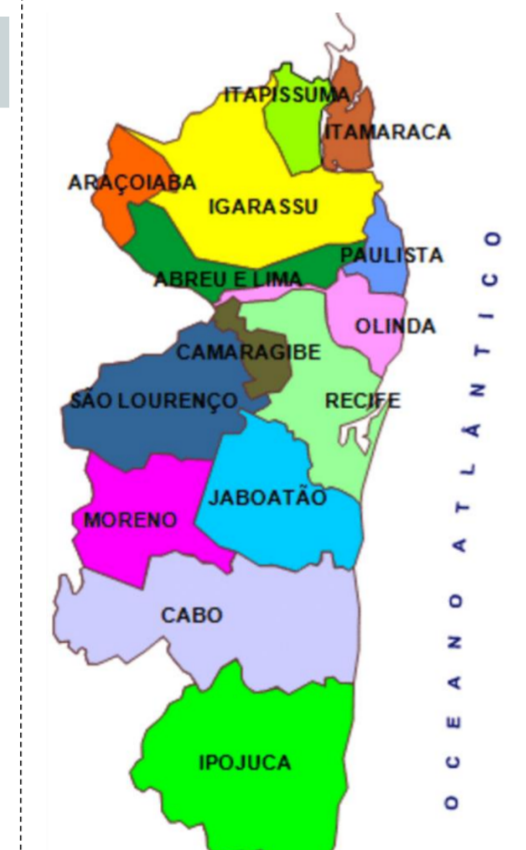 ITAPISSUMA
ITAMARACA
ARAÇOIABA
IGARASSU
PAULISTA
ABREU E LIMA
OLINDA
CAMARAGIBE
SÃO LOURENÇO
RECIFE
JABOATÃO
MORENO
CABO
IPOJUCA
OCEANO ATLÂNTICO